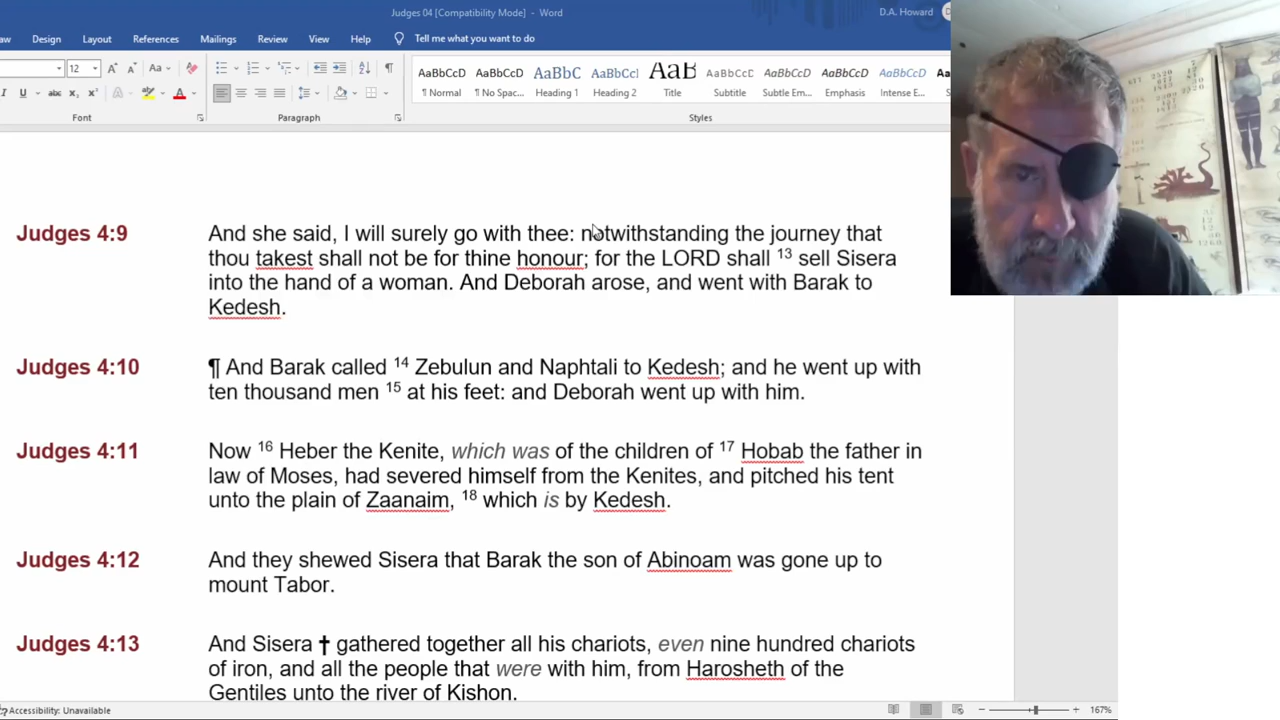 Judges 04 [Compatibility Mode] - Word
D.A. Howard
aw Design Layout References Mailings Review View Help Tell me what you want to do
12
Aa
I U abc x₂ x² A A
AaBbCcD AaBbCcD AaBbC AaBbCcI AaB AaBbCcD AaBbCcD AaBbCcD AaBbCcD
¶ Normal ¶ No Spac... Heading 1 Heading 2 Title Subtitle Subtle Em... Emphasis Intense E...
Font Paragraph Styles
Judges 4:9 And she said, I will surely go with thee: notwithstanding the journey that
thou takest shall not be for thine honour; for the LORD shall 13 sell Sisera
into the hand of a woman. And Deborah arose, and went with Barak to
Kedesh.
Judges 4:10 ¶ And Barak called 14 Zebulun and Naphtali to Kedesh; and he went up with
ten thousand men 15 at his feet: and Deborah went up with him.
Judges 4:11 Now 16 Heber the Kenite, which was of the children of 17 Hobab the father in
law of Moses, had severed himself from the Kenites, and pitched his tent
unto the plain of Zaanaim, 18 which is by Kedesh.
Judges 4:12 And they shewed Sisera that Barak the son of Abinoam was gone up to
mount Tabor.
Judges 4:13 And Sisera ✝ gathered together all his chariots, even nine hundred chariots
of iron, and all the people that were with him, from Harosheth of the
Gentiles unto the river of Kishon.
Accessibility: Unavailable
167%